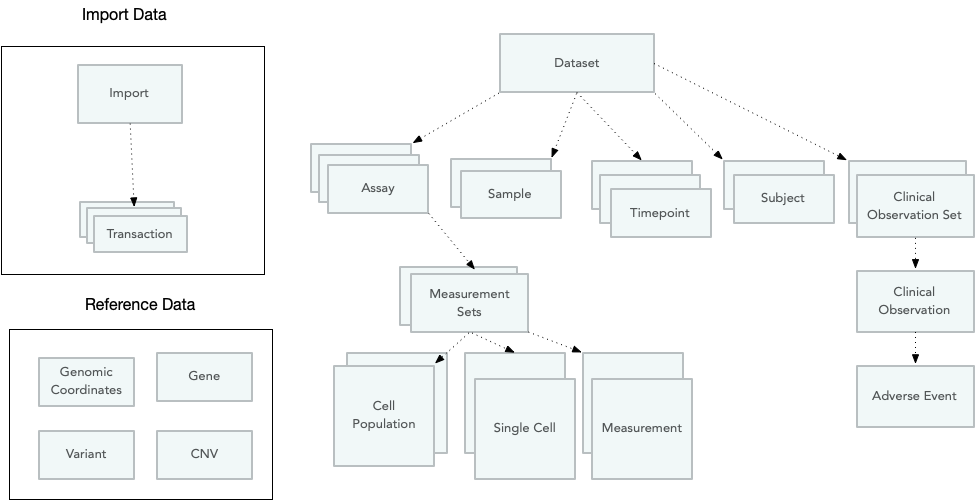 Import Data
Import
Transaction
Reference Data
Genomic
Coordinates
Gene
Variant
CNV
Dataset
Assay
Sample
Timepoint
Subject
Clinical
Observation Set
Measurement
Sets
Clinical
Observation
Cell
Population
Single Cell
Measurement
Adverse Event